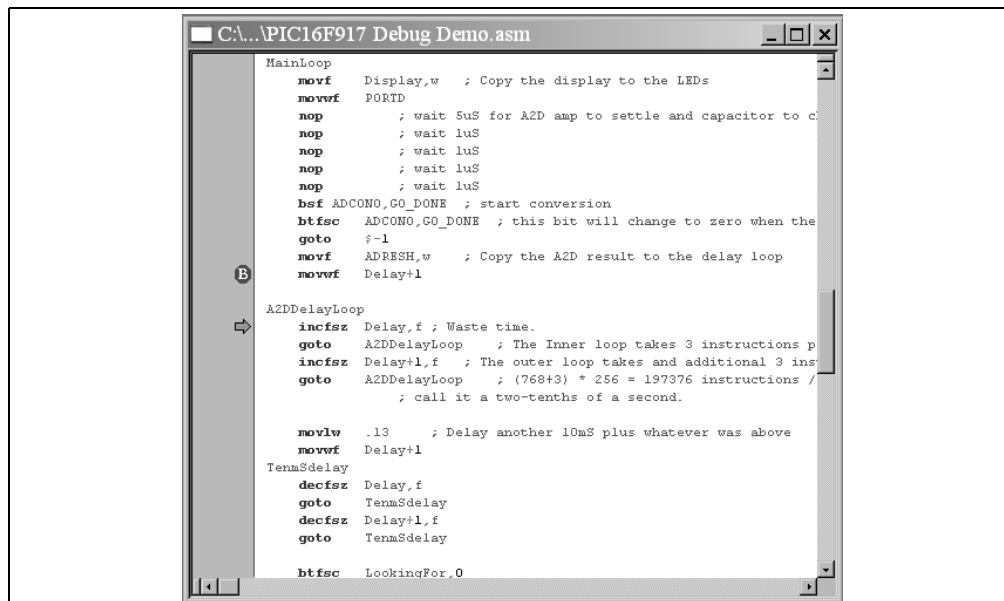 C:\...\PIC16F917 Debug Demo.asm
MainLoop
movf Display,w ; Copy the display to the LEDs
movwf PORTD
nop ; wait 5uS for A2D amp to settle and capacitor to c
nop ; wait 1uS
nop ; wait 1uS
nop ; wait 1uS
nop ; wait 1uS
bsf ADCON0,GO_DONE ; start conversion
btfsc ADCON0,GO_DONE ; this bit will change to zero when the
goto $-1
movf ADRESH,w ; Copy the A2D result to the delay loop
B movwf Delay+1
A2DDelayLoop
incfsz Delay,f ; Waste time.
goto A2DDelayLoop ; The Inner loop takes 3 instructions p
incfsz Delay+1,f ; The outer loop takes and additional 3 ins
goto A2DDelayLoop ; (768+3) * 256 = 197376 instructions /
; call it a two-tenths of a second.
movlw .13 ; Delay another 10mS plus whatever was above
movwf Delay+1
TenmSdelay
decfsz Delay,f
goto TenmSdelay
decfsz Delay+1,f
goto TenmSdelay
btfsc LookingFor,0